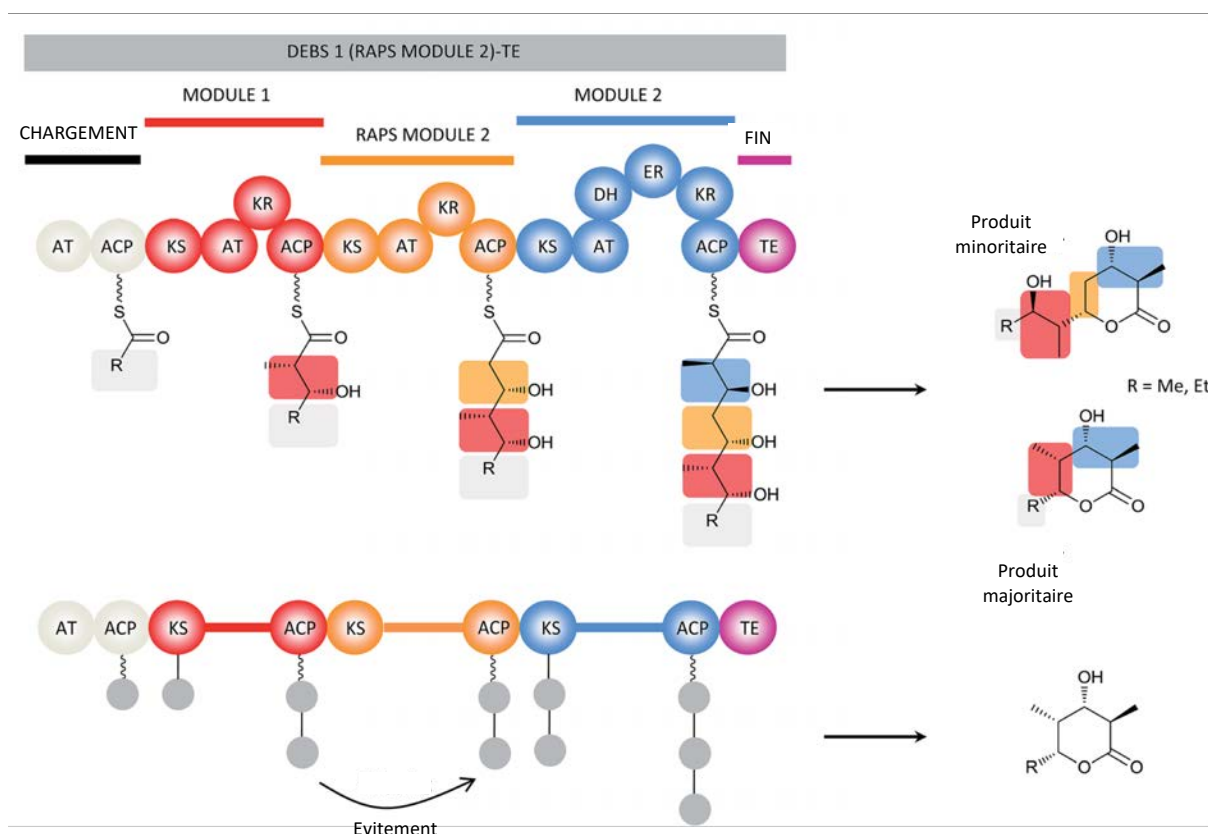 DEBS 1 (RAPS MODULE 2)-TE
MODULE 1
MODULE 2
CHARGEMENT
RAPS MODULE 2
FIN
ER
DH
KR
KR
KR
AT
ACP
KS
AT
ACP
KS
AT
ACP
KS
AT
ACP
TE
S
S
S
S
O
O
O
O
R
OH
R
OH
OH
R
OH
OH
OH
R
Produit
minoritaire
OH
OH
R
O
O
R = Me, Et
OH
R
O
O
Produit
majoritaire
AT
ACP
KS
ACP
KS
ACP
KS
ACP
TE
OH
R
O
O
Evitement